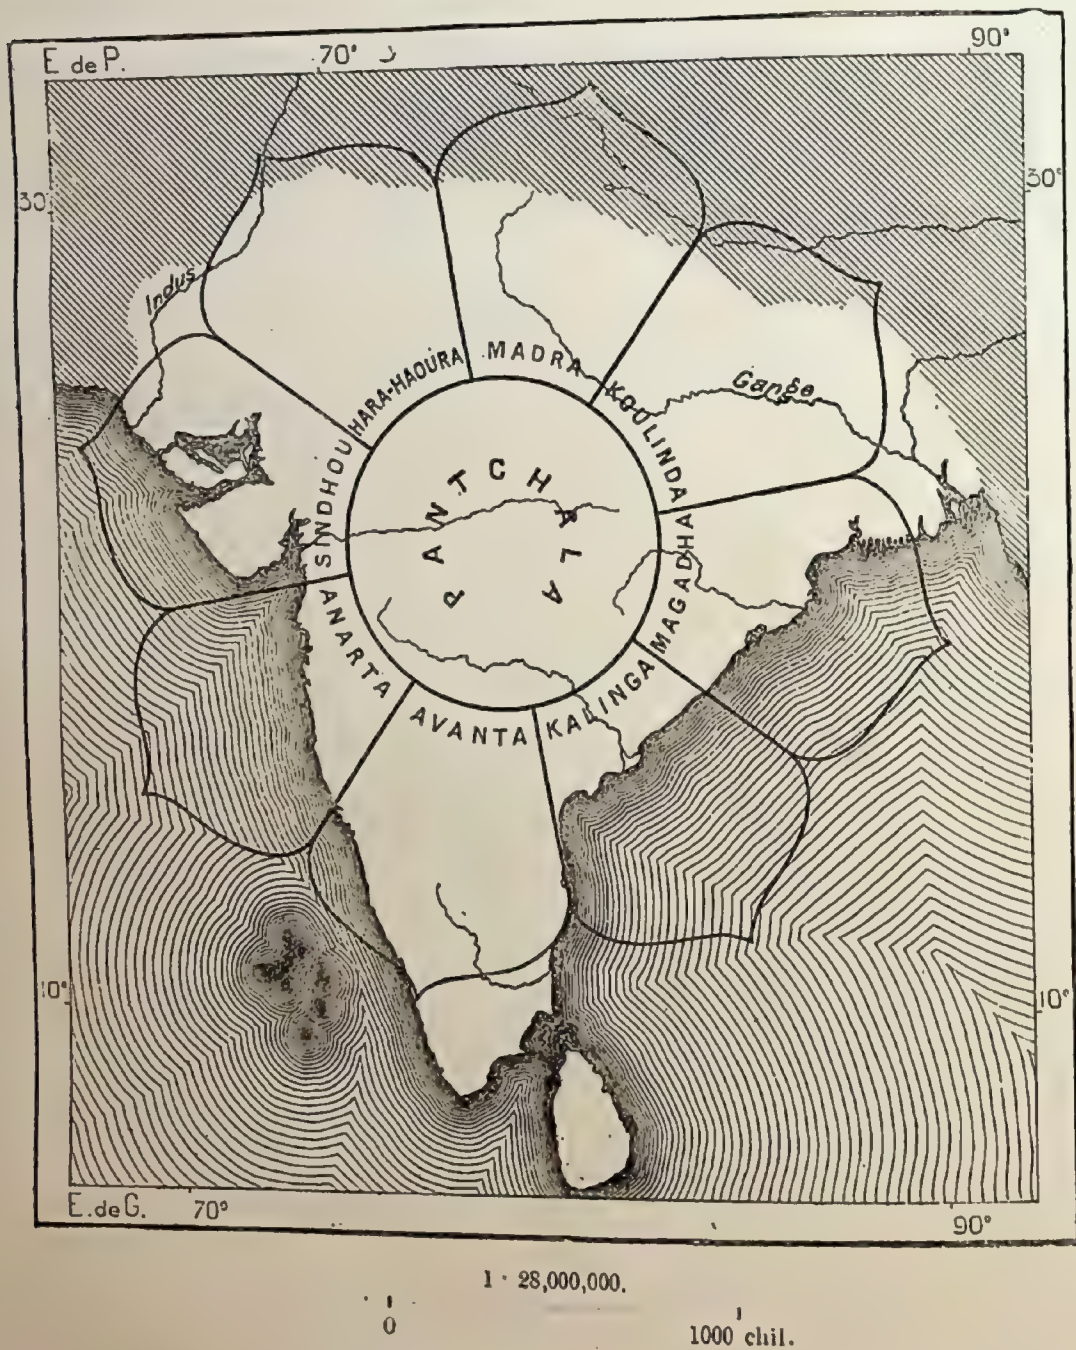 E de P.
70°
90°
30°
30°
Indus
HARA-HAOURA
MADRA
KOULINDA
Gange
SINDHOU
PANTCHALA
MAGADHA
ANARTA
AVANTA
KALINGA
10°
10°
E. de G.
70°
90°
1 : 28,000,000.
0
1000 chil.